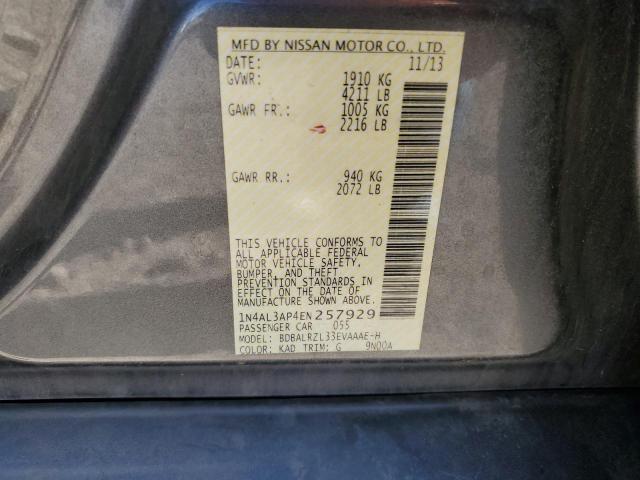 MFD BY NISSAN MOTOR CO., LTD.
DATE: 11/13
GVWR: 1910 KG
4211 LB
GAWR FR.: 1005 KG
2216 LB
GAWR RR.: 940 KG
2072 LB
THIS VEHICLE CONFORMS TO
ALL APPLICABLE FEDERAL
MOTOR VEHICLE SAFETY,
BUMPER, AND THEFT
PREVENTION STANDARDS IN
EFFECT ON THE DATE OF
MANUFACTURE SHOWN ABOVE.
1N4AL3AP4EN257929
PASSENGER CAR 055
MODEL: BDBALRZL33EVAAAE-H
COLOR: KAD TRIM: G 9N00A